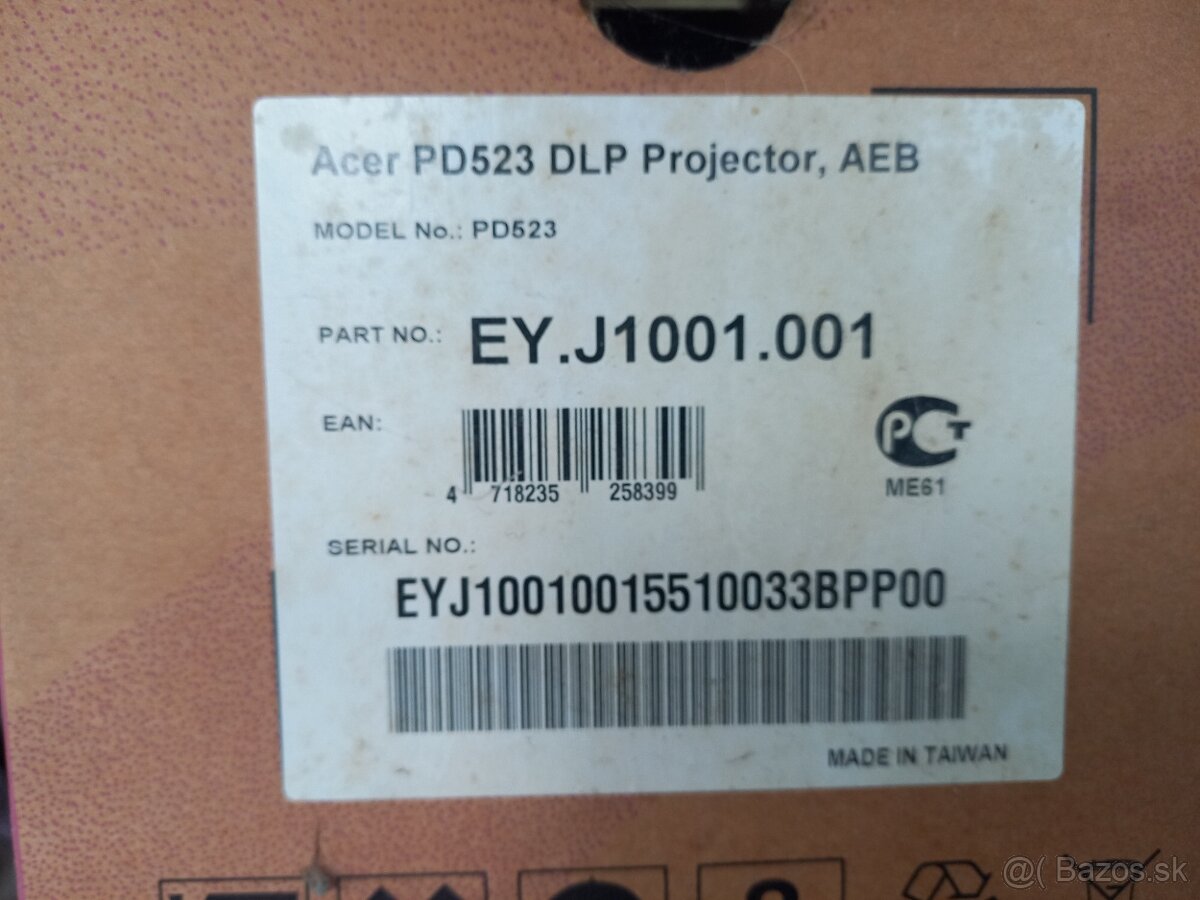 Acer PD523 DLP Projector, AEB
MODEL No.: PD523
PART NO.: EY.J1001.001
EAN:
4 718235 258399
РСТ
ME61
SERIAL NO.:
EYJ10010015510033BPP00
MADE IN TAIWAN
@( Bazos.sk